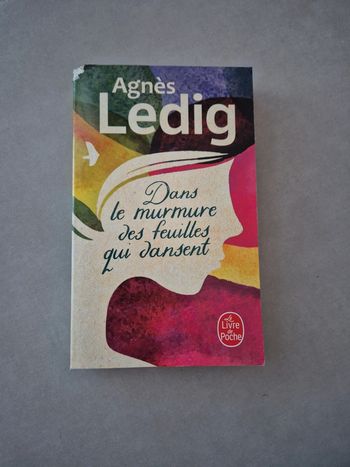 Agnès
Ledig
Dans
le murmure
des feuilles
qui dansent
Le
Livre
de
Poche